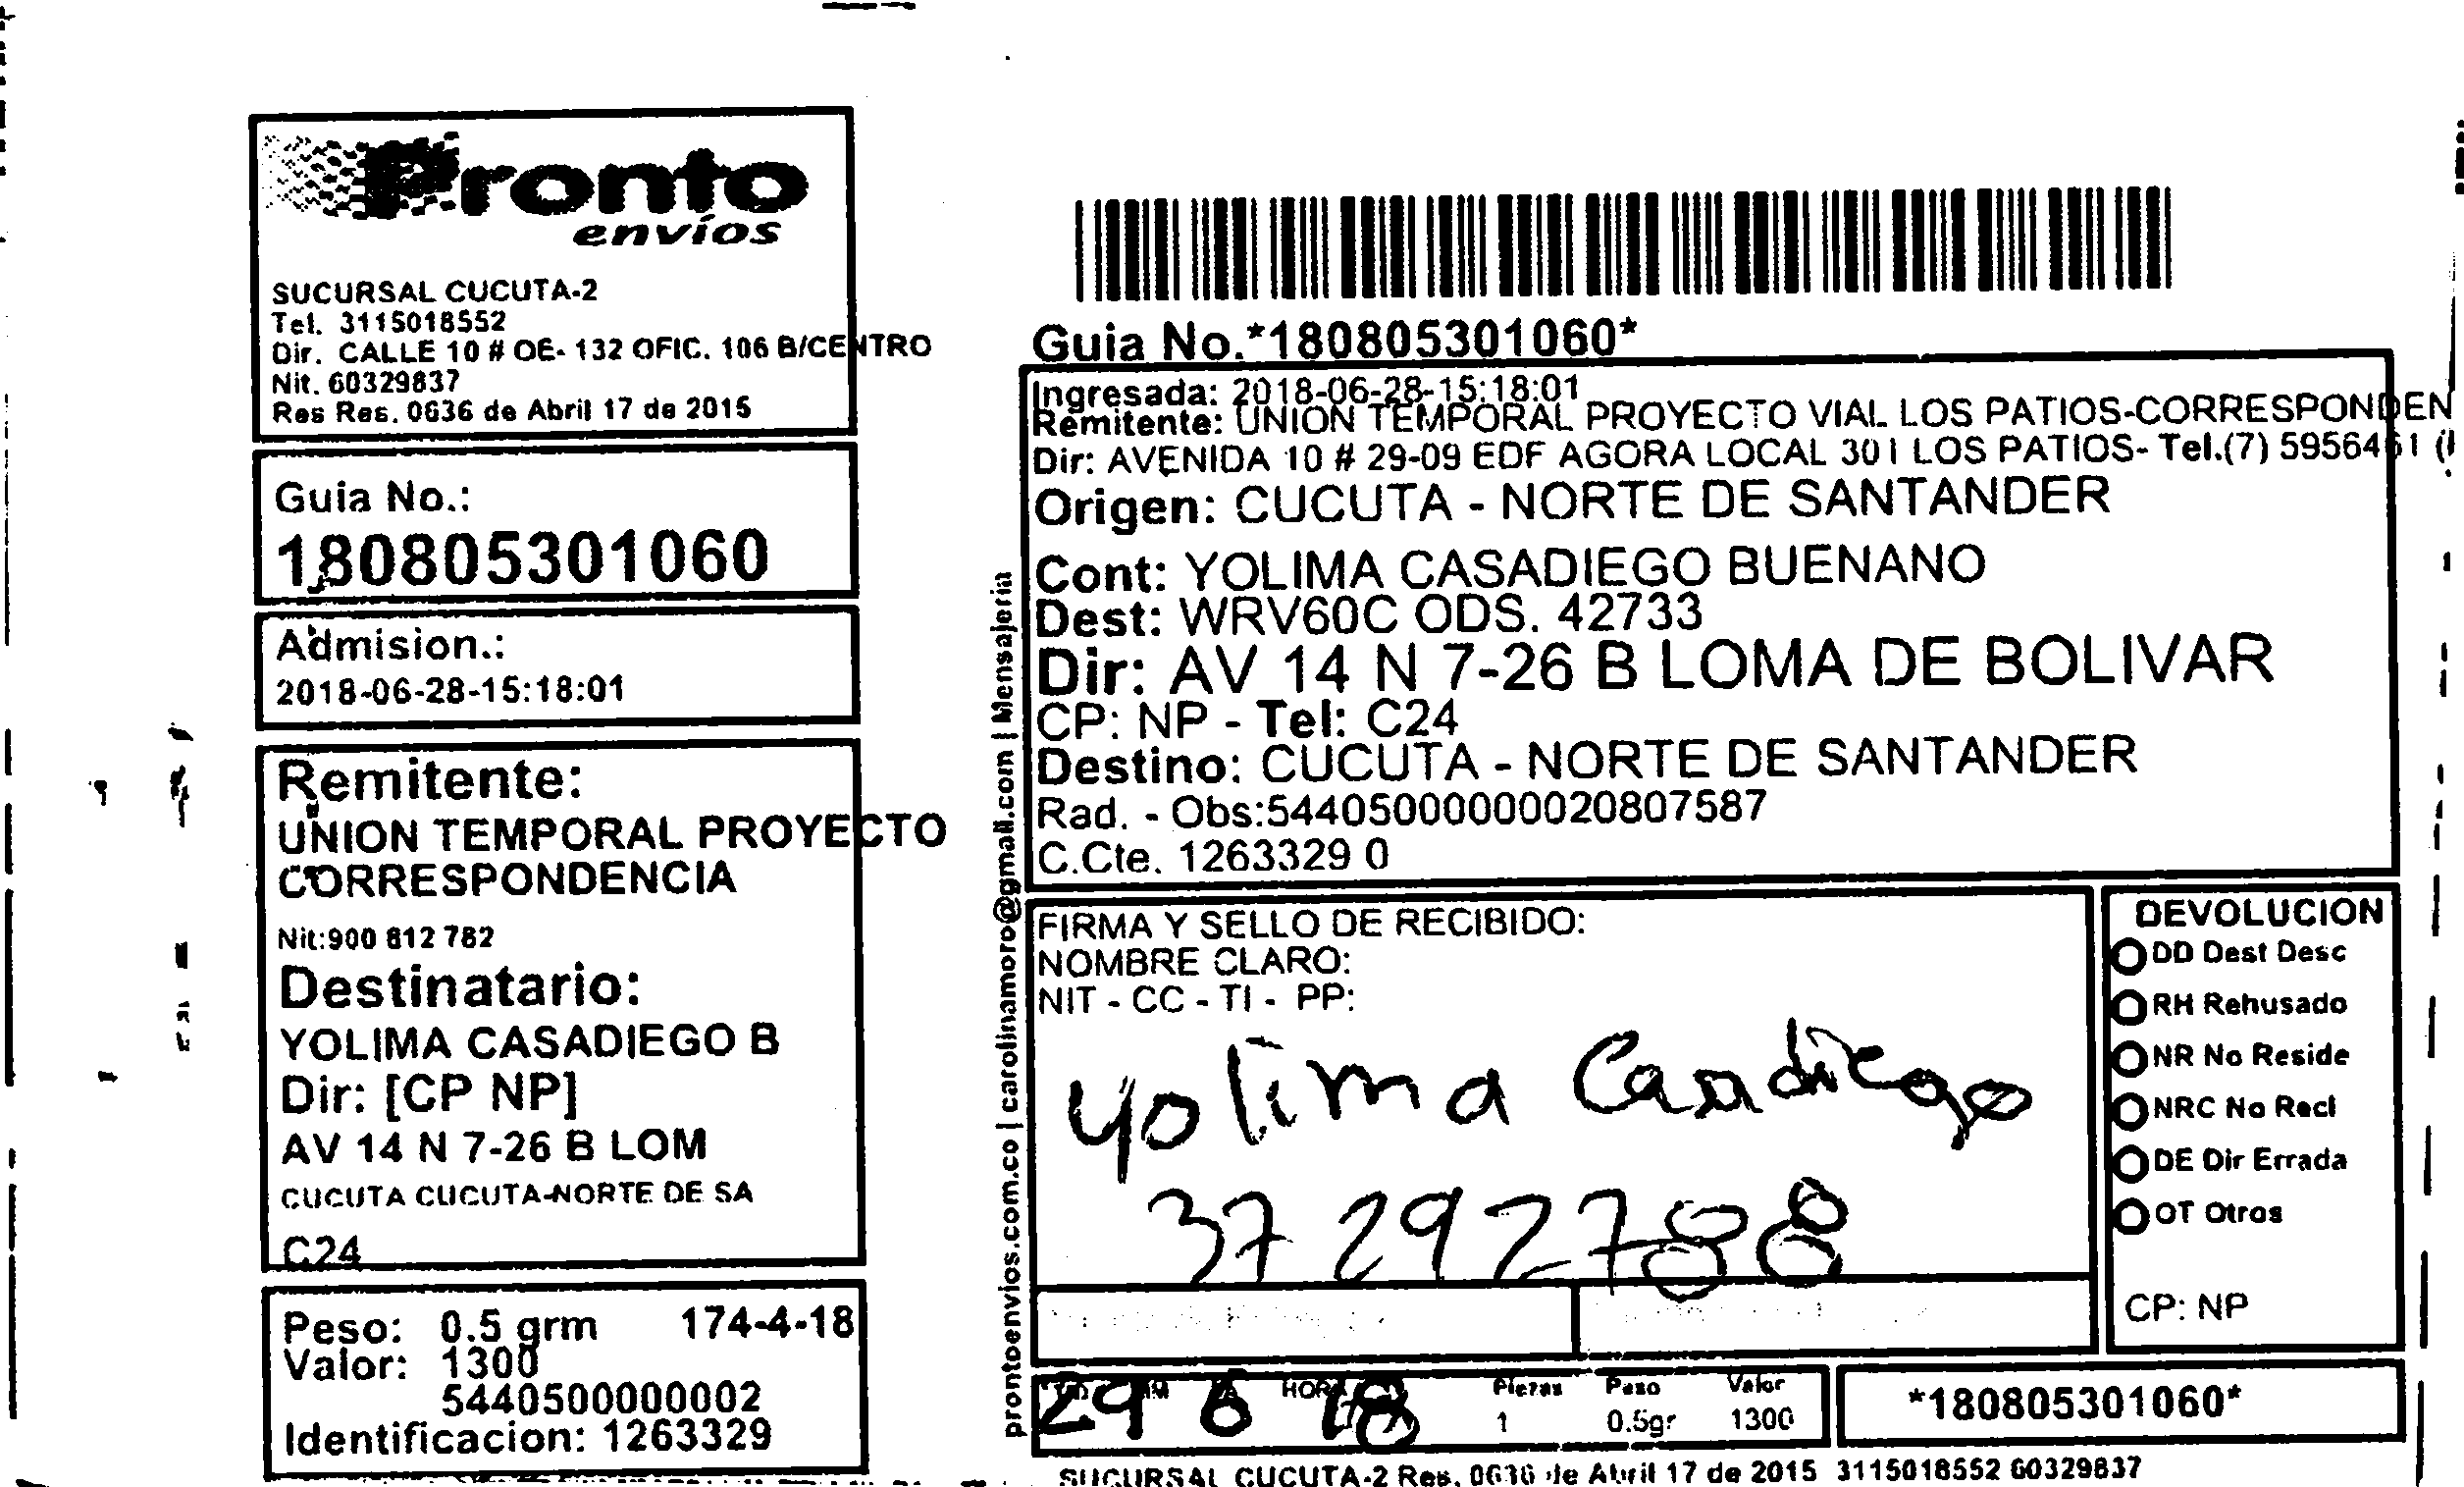 Pronto
envíos
SUCURSAL CUCUTA-2
Tel. 3115018552
Dir. CALLE 10 # OE- 132 OFIC. 106 B/CENTRO
Nit. 60329837
Res Res. 0636 de Abril 17 de 2015
Guia No.:
180805301060
Admision.:
2018-06-28-15:18:01
Remitente:
UNION TEMPORAL PROYECTO
CORRESPONDENCIA
Nit:900 812 782
Destinatario:
YOLIMA CASADIEGO B
Dir: [CP NP]
AV 14 N 7-26 B LOM
CUCUTA CUCUTA-NORTE DE SA
C24
Peso: 0.5 grm 174-4-18
Valor: 1300
5440500000002
Identificacion: 1263329
prontoenvios.com.co | carolinamoro@gmail.com | Mensajeria
Guia No.*180805301060*
Ingresada: 2018-06-28-15:18:01
Remitente: UNION TEMPORAL PROYECTO VIAL LOS PATIOS-CORRESPONDEN
Dir: AVENIDA 10 # 29-09 EDF AGORA LOCAL 301 LOS PATIOS- Tel.(7) 5956461 (
Origen: CUCUTA - NORTE DE SANTANDER
Cont: YOLIMA CASADIEGO BUENANO
Dest: WRV60C ODS. 42733
Dir: AV 14 N 7-26 B LOMA DE BOLIVAR
CP: NP - Tel: C24
Destino: CUCUTA - NORTE DE SANTANDER
Rad. - Obs:544050000000020807587
C.Cte. 1263329 0
FIRMA Y SELLO DE RECIBIDO:
NOMBRE CLARO:
NIT - CC - TI - PP:
yolima Casadiego
37 292788
DEVOLUCION
DD Dest Desc
RH Rehusado
NR No Reside
NRC No Recl
DE Dir Errada
OT Otros
CP: NP
HORA Piezas Peso Valor
29 6 18 1 0.5gr 1300
*180805301060*
SUCURSAL CUCUTA-2 Res. 0636 de Abril 17 de 2015 3115018552 60329837